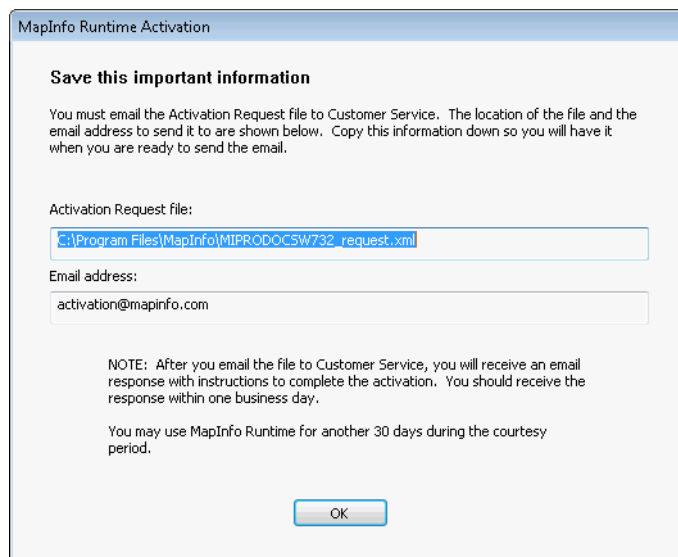 MapInfo Runtime Activation
Save this important information
You must email the Activation Request file to Customer Service. The location of the file and the
email address to send it to are shown below. Copy this information down so you will have it
when you are ready to send the email.
Activation Request file:
C:\Program Files\MapInfo\MIPRODOCSW732_request.xml
Email address:
activation@mapinfo.com
NOTE: After you email the file to Customer Service, you will receive an email
response with instructions to complete the activation. You should receive the
response within one business day.
You may use MapInfo Runtime for another 30 days during the courtesy
period.
OK